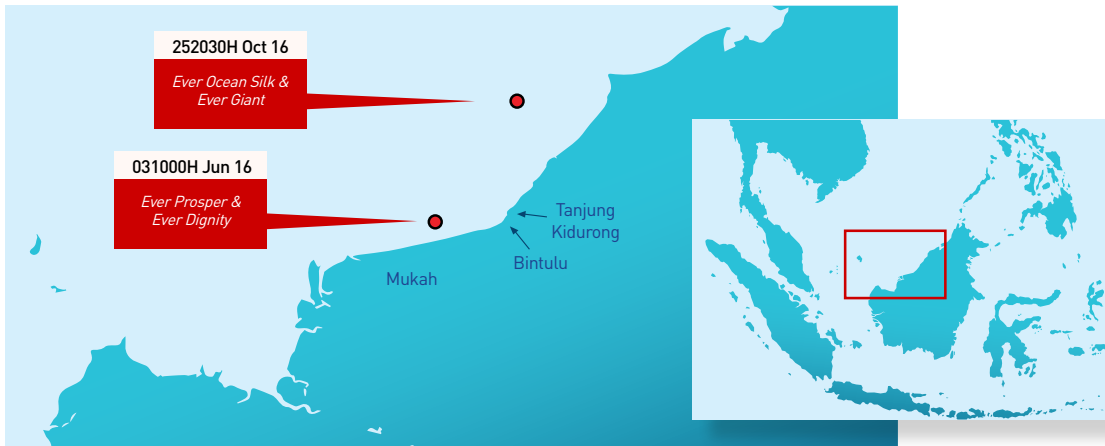 252030H Oct 16
Ever Ocean Silk &
Ever Giant
031000H Jun 16
Ever Prosper &
Ever Dignity
Tanjung
Kidurong
Bintulu
Mukah